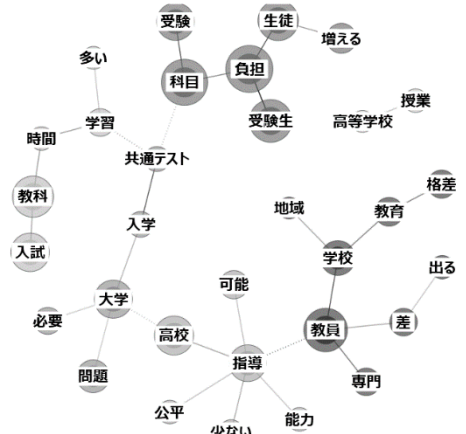 受験
生徒
増える
多い
科目
負担
授業
学習
受験生
高等学校
時間
共通テスト
教科
格差
地域
教育
入学
入試
学校
出る
可能
大学
必要
高校
教員
差
指導
問題
専門
公平
能力
少ない